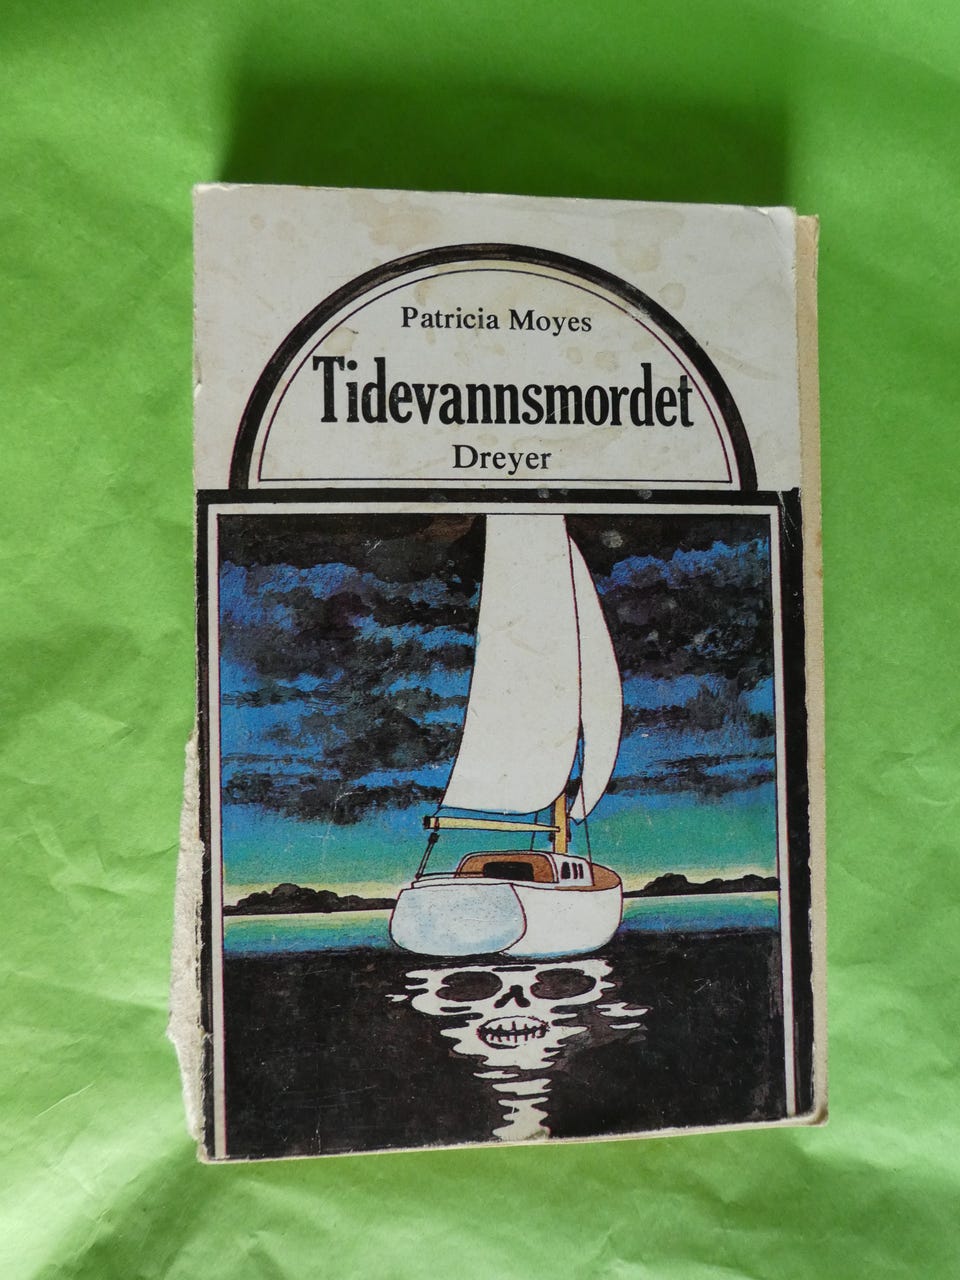 Patricia Moyes
Tidevannsmordet
Dreyer